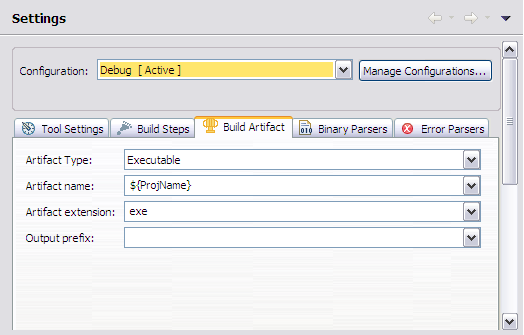 Settings
Configuration: Debug [ Active ] Manage Configurations...
Tool Settings Build Steps Build Artifact 010 Binary Parsers Error Parsers
Artifact Type: Executable
Artifact name: ${ProjName}
Artifact extension: exe
Output prefix: